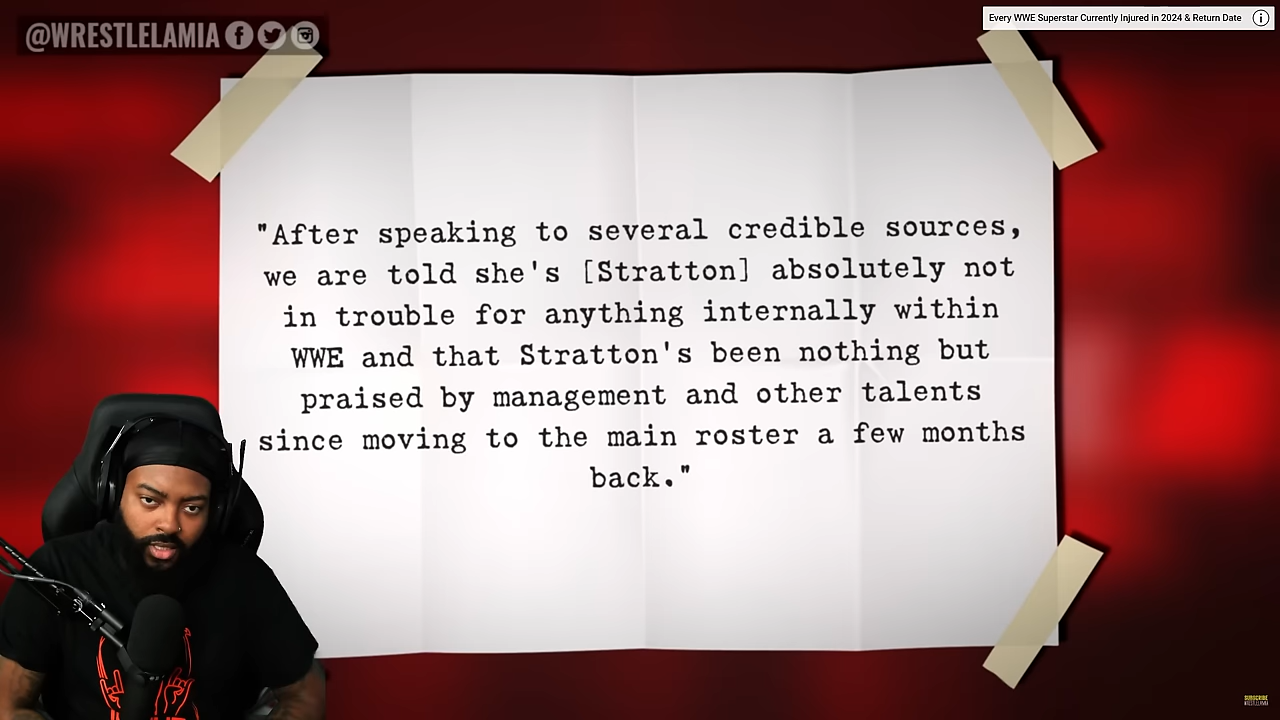 @WRESTLELAMIA
Every WWE Superstar Currently Injured in 2024 & Return Date
"After speaking to several credible sources,
we are told she's [Stratton] absolutely not
in trouble for anything internally within
WWE and that Stratton's been nothing but
praised by management and other talents
since moving to the main roster a few months
back."
SUBSCRIBE
WRESTLELAMIA